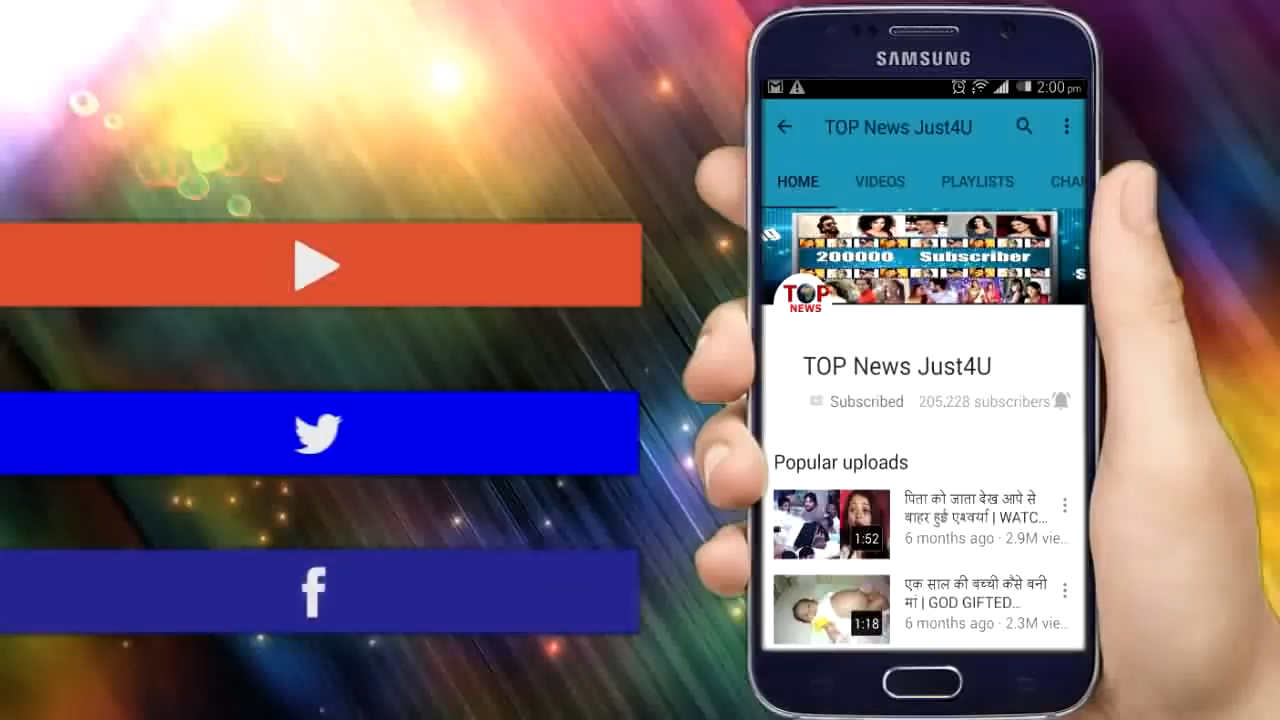 SAMSUNG
2:00 pm
TOP News Just4U
HOME VIDEOS PLAYLISTS CHAN
200000 Subscriber
TOP
NEWS
TOP News Just4U
Subscribed 205,228 subscribers
Popular uploads
पिता को जाता देख आपे से
बाहर हुई एश्वर्या | WATC...
6 months ago · 2.9M vie...
1:52
एक साल की बच्ची कैसे बनी
मां | GOD GIFTED...
6 months ago · 2.3M vie...
1:18